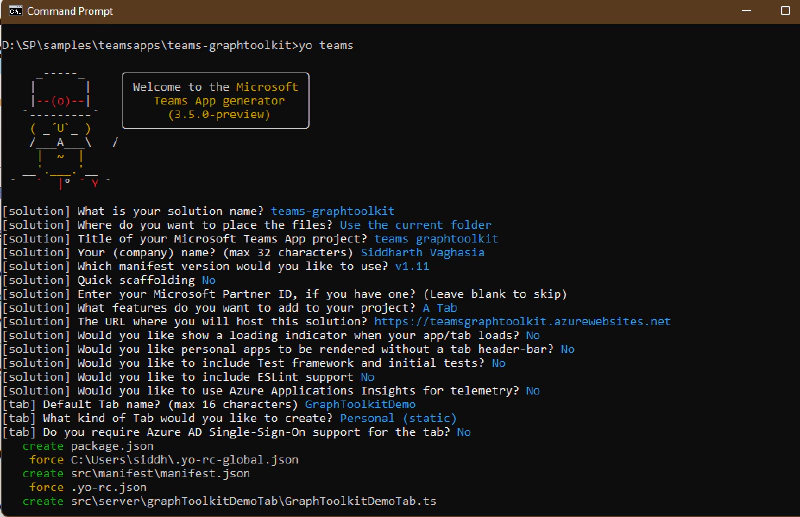 Command Prompt
D:\SP\samples\teamsapps\teams-graphtoolkit>yo teams
Welcome to the Microsoft
Teams App generator
(3.5.0-preview)
[solution] What is your solution name? teams-graphtoolkit
[solution] Where do you want to place the files? Use the current folder
[solution] Title of your Microsoft Teams App project? teams graphtoolkit
[solution] Your (company) name? (max 32 characters) Siddharth Vaghasia
[solution] Which manifest version would you like to use? v1.11
[solution] Quick scaffolding No
[solution] Enter your Microsoft Partner ID, if you have one? (Leave blank to skip)
[solution] What features do you want to add to your project? A Tab
[solution] The URL where you will host this solution? https://teamsgraphtoolkit.azurewebsites.net
[solution] Would you like show a loading indicator when your app/tab loads? No
[solution] Would you like personal apps to be rendered without a tab header-bar? No
[solution] Would you like to include Test framework and initial tests? No
[solution] Would you like to include ESLint support No
[solution] Would you like to use Azure Applications Insights for telemetry? No
[tab] Default Tab name? (max 16 characters) GraphToolkitDemo
[tab] What kind of Tab would you like to create? Personal (static)
[tab] Do you require Azure AD Single-Sign-On support for the tab? No
create package.json
force C:\Users\siddh\.yo-rc-global.json
create src\manifest\manifest.json
force .yo-rc.json
create src\server\graphToolkitDemoTab\GraphToolkitDemoTab.ts